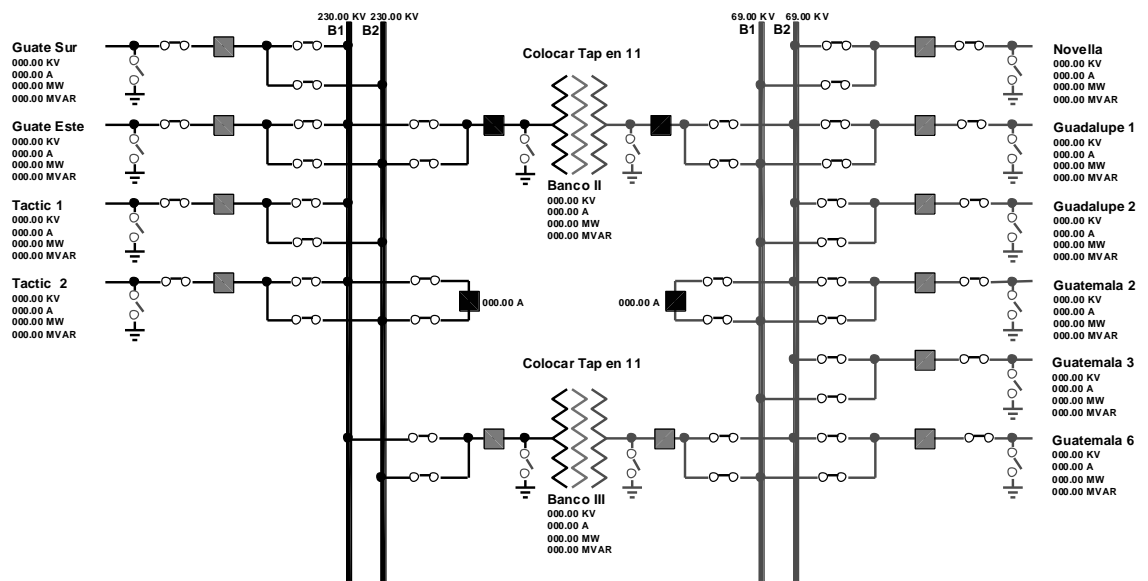 230.00 KV 230.00 KV
B1 B2
69.00 KV 69.00 KV
B1 B2
Guate Sur
000.00 KV
000.00 A
000.00 MW
000.00 MVAR
Guate Este
000.00 KV
000.00 A
000.00 MW
000.00 MVAR
Tactic 1
000.00 KV
000.00 A
000.00 MW
000.00 MVAR
Tactic 2
000.00 KV
000.00 A
000.00 MW
000.00 MVAR
Colocar Tap en 11
Banco II
000.00 KV
000.00 A
000.00 MW
000.00 MVAR
000.00 A
000.00 A
Colocar Tap en 11
Banco III
000.00 KV
000.00 A
000.00 MW
000.00 MVAR
Novella
000.00 KV
000.00 A
000.00 MW
000.00 MVAR
Guadalupe 1
000.00 KV
000.00 A
000.00 MW
000.00 MVAR
Guadalupe 2
000.00 KV
000.00 A
000.00 MW
000.00 MVAR
Guatemala 2
000.00 KV
000.00 A
000.00 MW
000.00 MVAR
Guatemala 3
000.00 KV
000.00 A
000.00 MW
000.00 MVAR
Guatemala 6
000.00 KV
000.00 A
000.00 MW
000.00 MVAR